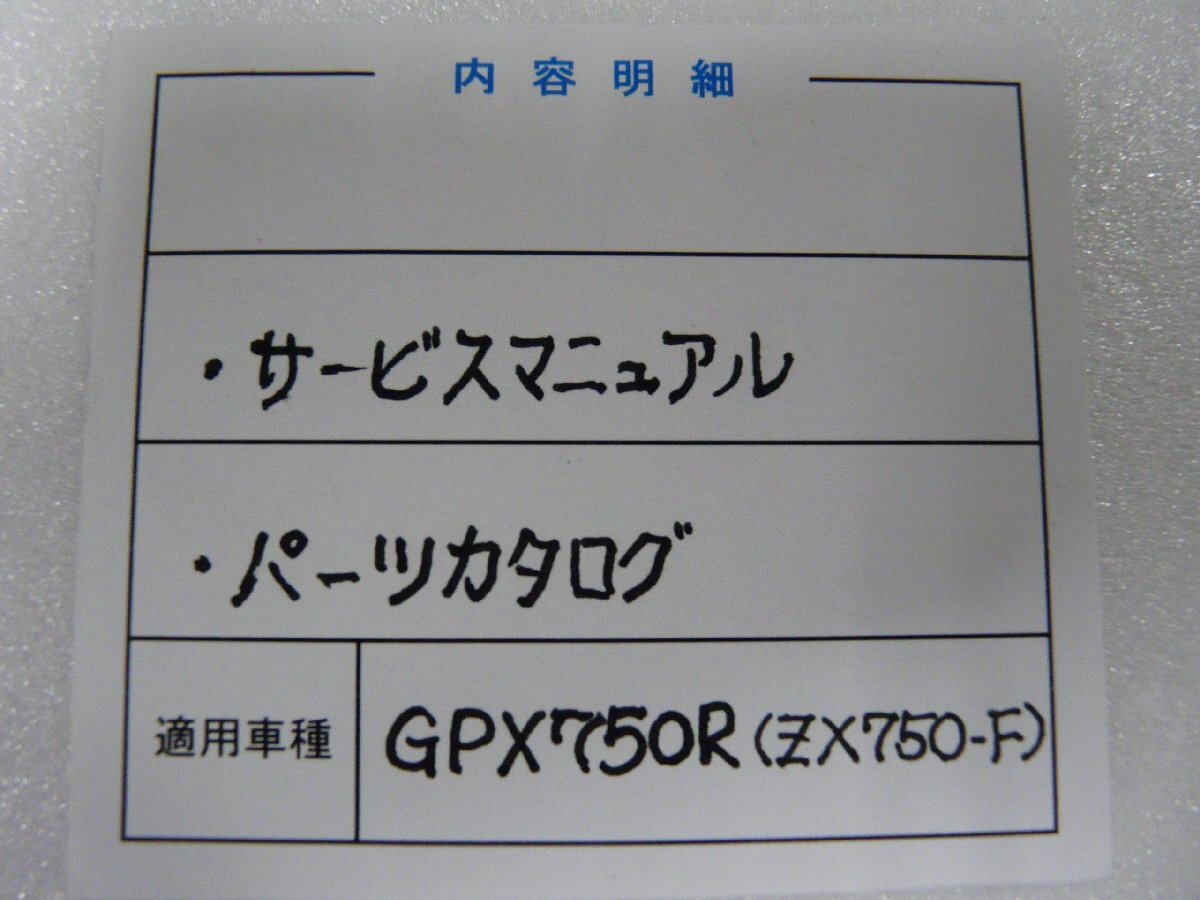 内容明細
・サービスマニュアル
・パーツカタログ
適用車種 GPX750R(ZX750-F)